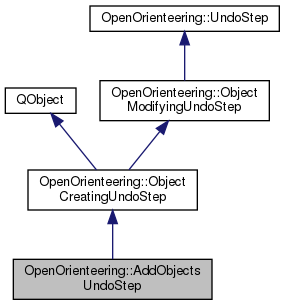 OpenOrienteering::UndoStep
OpenOrienteering::Object
ModifyingUndoStep
QObject
OpenOrienteering::Object
CreatingUndoStep
OpenOrienteering::AddObjects
UndoStep